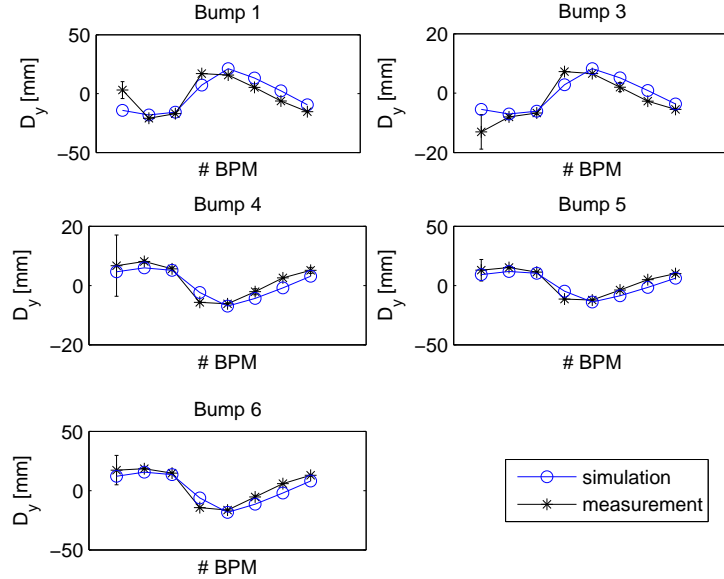 Bump 1
50
0
−50
D_y [mm]
# BPM
Bump 3
20
0
−20
D_y [mm]
# BPM
Bump 4
20
0
−20
D_y [mm]
# BPM
Bump 5
50
0
−50
D_y [mm]
# BPM
Bump 6
50
0
−50
D_y [mm]
# BPM
simulation
measurement